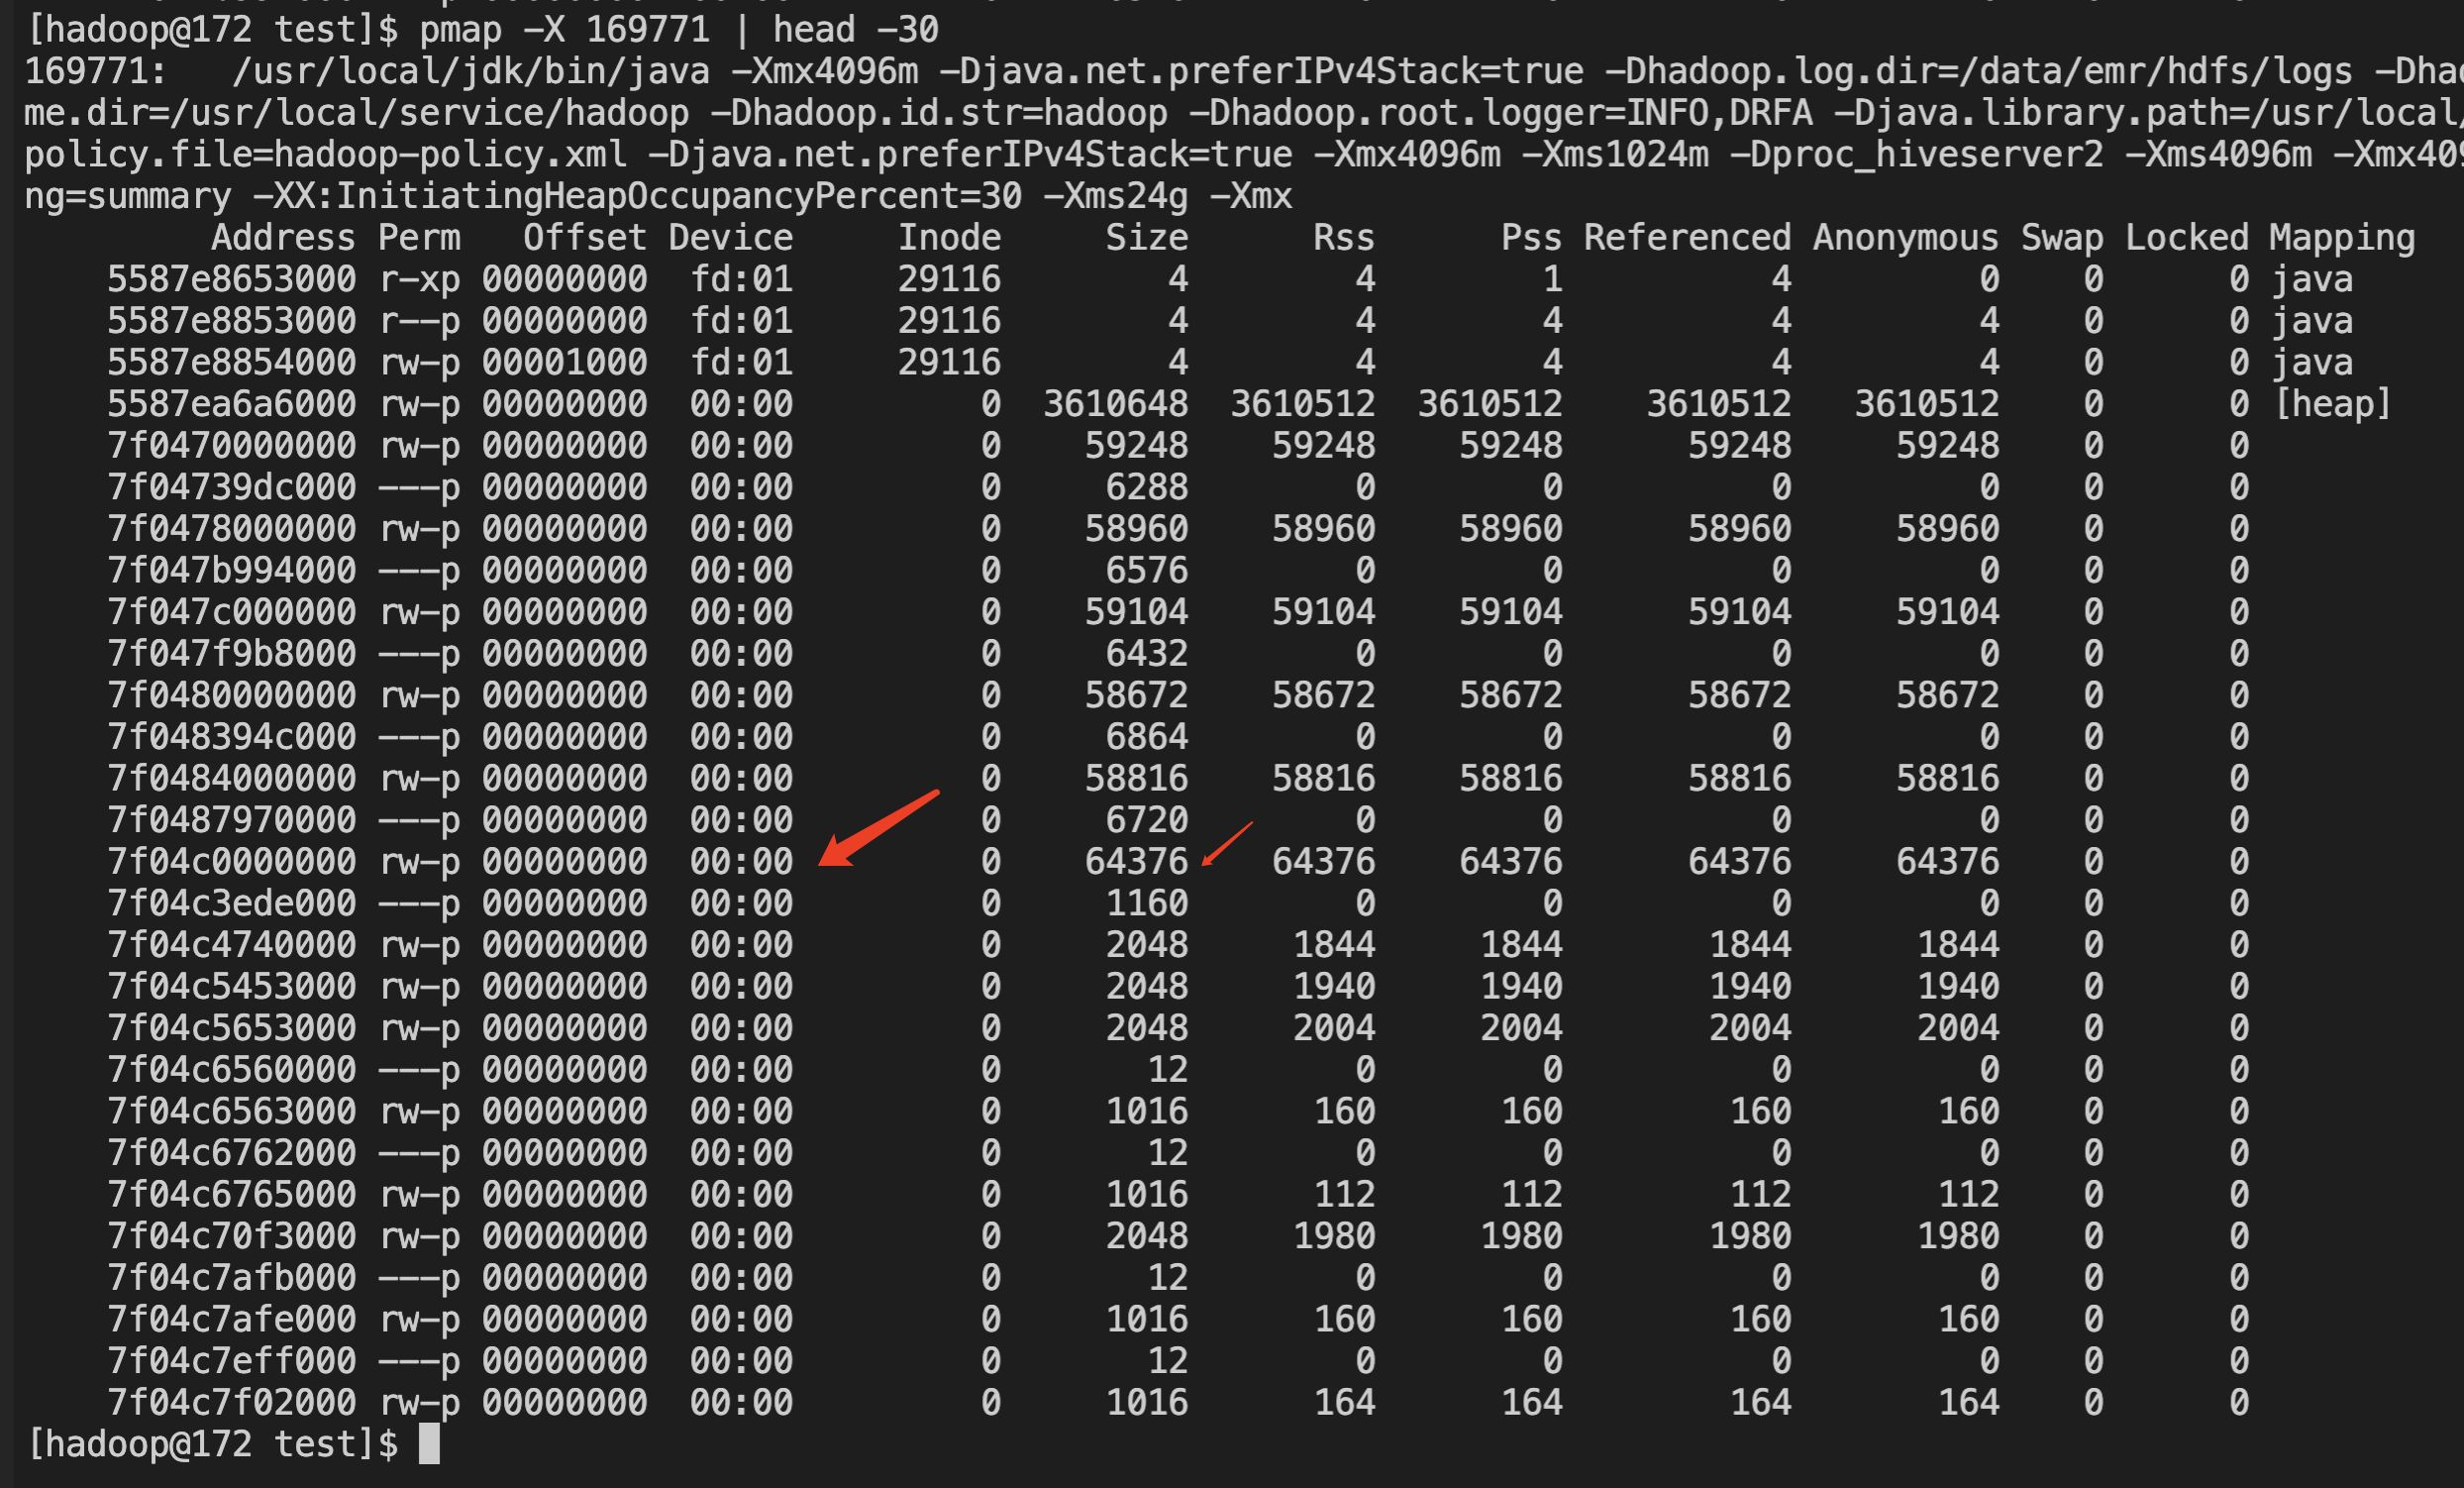 [hadoop@172 test]$ pmap -X 169771 | head -30
169771:   /usr/local/jdk/bin/java -Xmx4096m -Djava.net.preferIPv4Stack=true -Dhadoop.log.dir=/data/emr/hdfs/logs -Dhad
me.dir=/usr/local/service/hadoop -Dhadoop.id.str=hadoop -Dhadoop.root.logger=INFO,DRFA -Djava.library.path=/usr/local/
policy.file=hadoop-policy.xml -Djava.net.preferIPv4Stack=true -Xmx4096m -Xms1024m -Dproc_hiveserver2 -Xms4096m -Xmx409
ng=summary -XX:InitiatingHeapOccupancyPercent=30 -Xms24g -Xmx
Address Perm Offset Device Inode Size Rss Pss Referenced Anonymous Swap Locked Mapping
5587e8653000 r-xp 00000000 fd:01 29116 4 4 1 4 0 0 0 java
5587e8853000 r--p 00000000 fd:01 29116 4 4 4 4 4 0 0 java
5587e8854000 rw-p 00001000 fd:01 29116 4 4 4 4 4 0 0 java
5587ea6a6000 rw-p 00000000 00:00 0 3610648 3610512 3610512 3610512 3610512 0 0 [heap]
7f0470000000 rw-p 00000000 00:00 0 59248 59248 59248 59248 59248 0 0
7f04739dc000 ---p 00000000 00:00 0 6288 0 0 0 0 0 0
7f0478000000 rw-p 00000000 00:00 0 58960 58960 58960 58960 58960 0 0
7f047b994000 ---p 00000000 00:00 0 6576 0 0 0 0 0 0
7f047c000000 rw-p 00000000 00:00 0 59104 59104 59104 59104 59104 0 0
7f047f9b8000 ---p 00000000 00:00 0 6432 0 0 0 0 0 0
7f0480000000 rw-p 00000000 00:00 0 58672 58672 58672 58672 58672 0 0
7f048394c000 ---p 00000000 00:00 0 6864 0 0 0 0 0 0
7f0484000000 rw-p 00000000 00:00 0 58816 58816 58816 58816 58816 0 0
7f0487970000 ---p 00000000 00:00 0 6720 0 0 0 0 0 0
7f04c0000000 rw-p 00000000 00:00 0 64376 64376 64376 64376 64376 0 0
7f04c3ede000 ---p 00000000 00:00 0 1160 0 0 0 0 0 0
7f04c4740000 rw-p 00000000 00:00 0 2048 1844 1844 1844 1844 0 0
7f04c5453000 rw-p 00000000 00:00 0 2048 1940 1940 1940 1940 0 0
7f04c5653000 rw-p 00000000 00:00 0 2048 2004 2004 2004 2004 0 0
7f04c6560000 ---p 00000000 00:00 0 12 0 0 0 0 0 0
7f04c6563000 rw-p 00000000 00:00 0 1016 160 160 160 160 0 0
7f04c6762000 ---p 00000000 00:00 0 12 0 0 0 0 0 0
7f04c6765000 rw-p 00000000 00:00 0 1016 112 112 112 112 0 0
7f04c70f3000 rw-p 00000000 00:00 0 2048 1980 1980 1980 1980 0 0
7f04c7afb000 ---p 00000000 00:00 0 12 0 0 0 0 0 0
7f04c7afe000 rw-p 00000000 00:00 0 1016 160 160 160 160 0 0
7f04c7eff000 ---p 00000000 00:00 0 12 0 0 0 0 0 0
7f04c7f02000 rw-p 00000000 00:00 0 1016 164 164 164 164 0 0
[hadoop@172 test]$